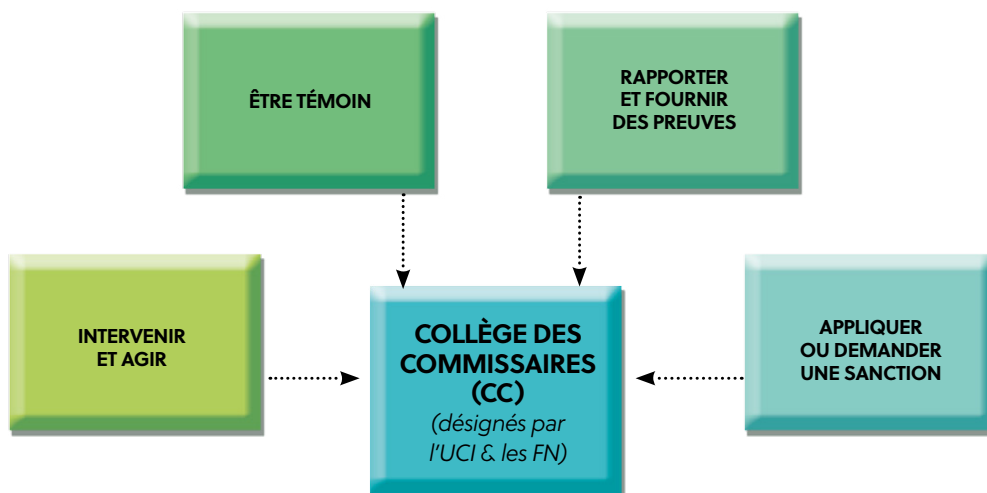 ÊTRE TÉMOIN
RAPPORTER
ET FOURNIR
DES PREUVES
INTERVENIR
ET AGIR
COLLÈGE DES
COMMISSAIRES
(CC)
(désignés par
l'UCI & les FN)
APPLIQUER
OU DEMANDER
UNE SANCTION